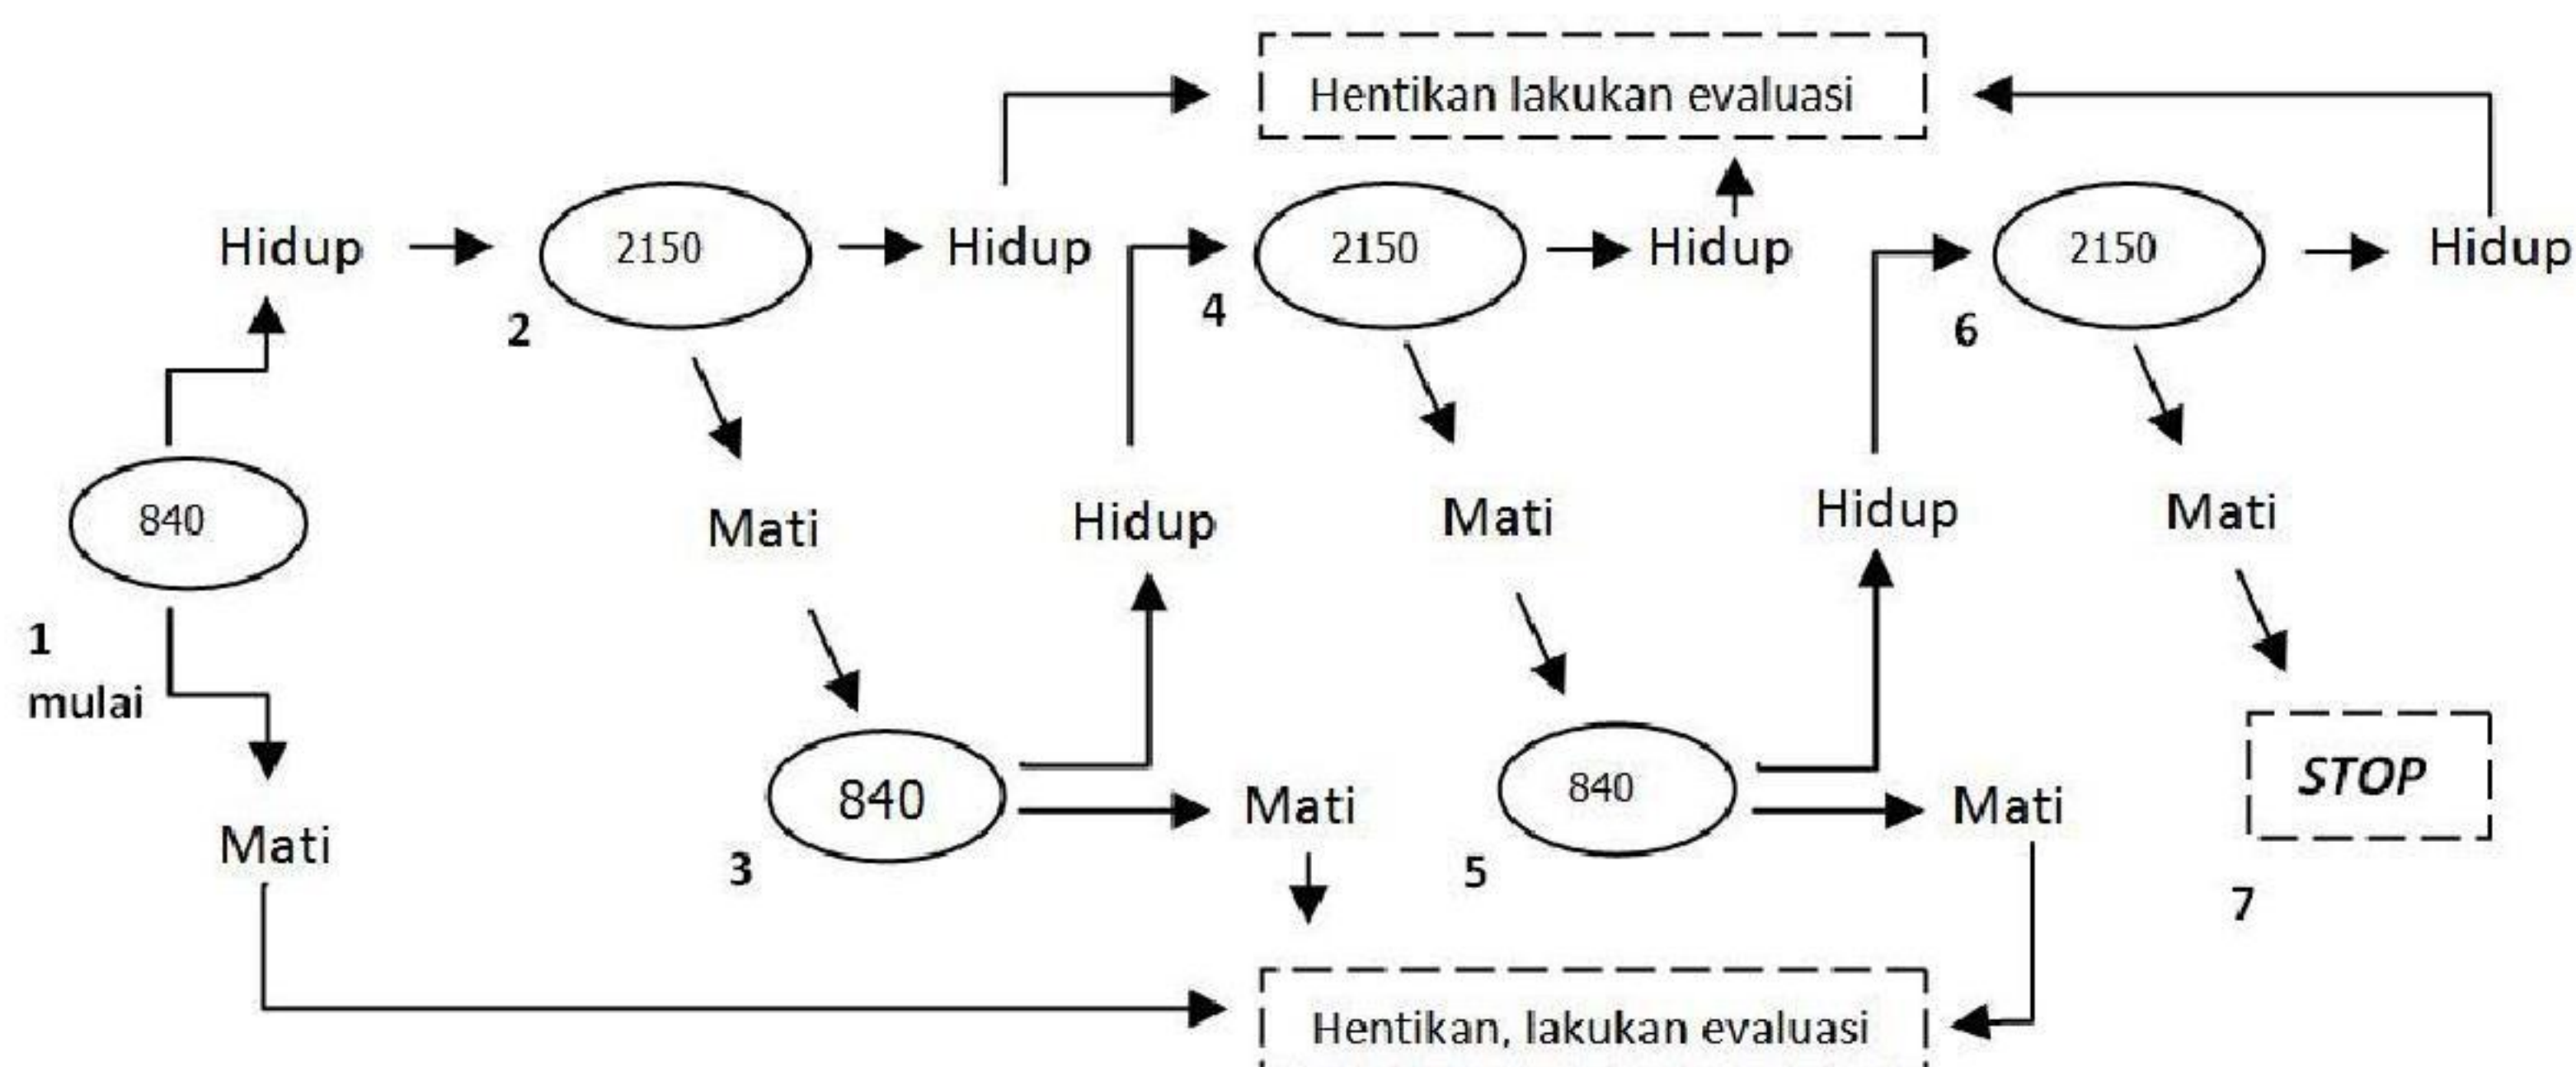 Hentikan lakukan evaluasi
Hidup
2150
Hidup
2150
Hidup
2150
Hidup
2
4
6
840
Mati
Hidup
Mati
Hidup
Mati
1
mulai
840
Mati
840
Mati
STOP
Mati
3
5
7
Hentikan, lakukan evaluasi